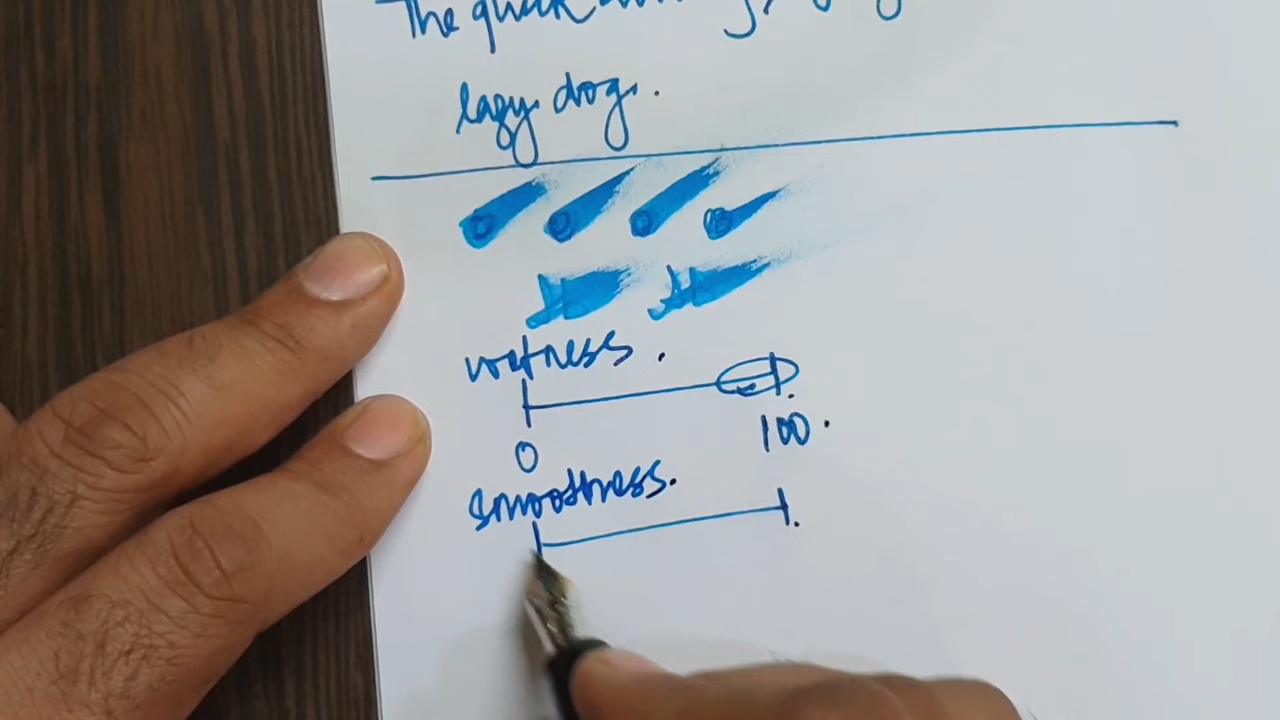 The quick
lazy dog.
wetness.
0 100.
smoothness.